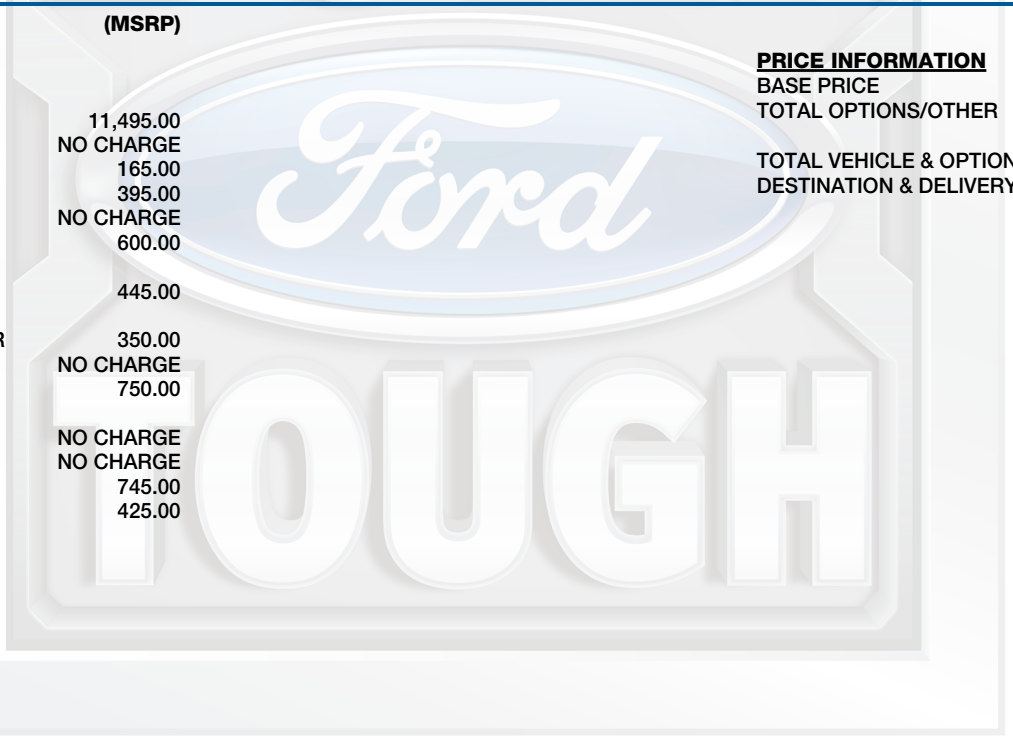 (MSRP)
11,495.00
NO CHARGE
165.00
395.00
NO CHARGE
600.00
445.00
R 350.00
NO CHARGE
750.00
NO CHARGE
NO CHARGE
745.00
425.00
PRICE INFORMATION
BASE PRICE
TOTAL OPTIONS/OTHER
TOTAL VEHICLE & OPTION
DESTINATION & DELIVERY
Ford
TOUGH